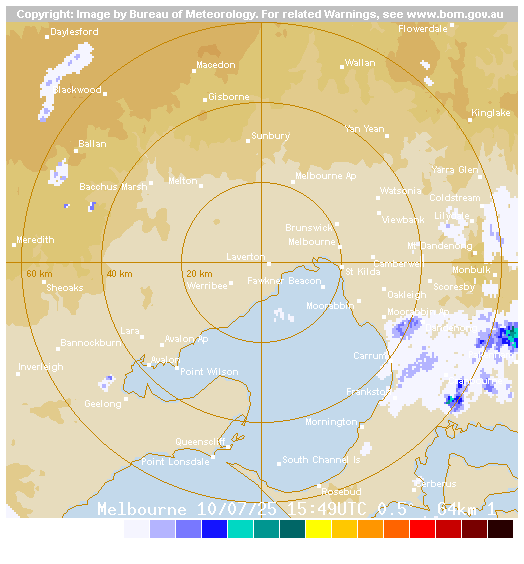 Copyright: Image by Bureau of Meteorology. For related Warnings, see www.bom.gov.au
Daylesford
Flowerdale
Macedon
Wallan
Blackwood
Gisborne
Kinglake
Sunbury
Yan Yean
Ballan
Yarra Glen
Bacchus Marsh
Melton
Melbourne Ap
Watsonia
Coldstream
Viewbank
Lilydale
Brunswick
Meredith
Melbourne
Mt Dandenong
Laverton
Camberwell
60 km
40 km
20 km
St Kilda
Monbulk
Sheoaks
Werribee
Fawkner Beacon
Scoresby
Oakleigh
Moorabbin
Moorabbin Ap
Lara
Avalon Ap
Bannockburn
Avalon
Carrum
Inverleigh
Point Wilson
Frankston
Geelong
Mornington
Queenscliff
Point Lonsdale
South Channel Is
Rosebud
Cerberus
Melbourne 10/07/25 15:49UTC 0.5° 64km 1